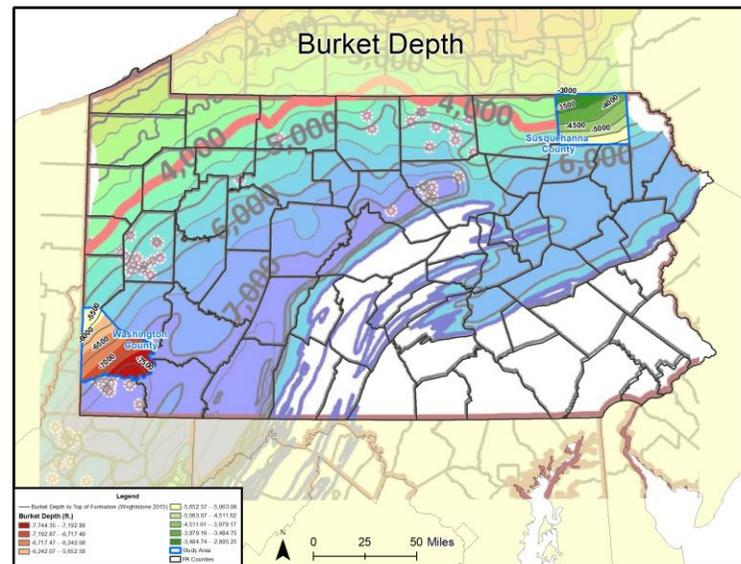 Burket Depth
2,000
3,000
4,000
4,000
5,000
6,000
6,000
7,000
-3000
-3500
-4000
-4500
-5000
Susquehanna
County
-5500
-6000
-6500
-7000
-7500
Washington
County
Legend
Burket Depth to Top of Formation (Wrightstone 2015)
Burket Depth (ft.)
-7,744.35 - -7,192.88
-7,192.87 - -6,717.48
-6,717.47 - -6,242.08
-6,242.07 - -5,652.58
-5,652.57 - -5,063.08
-5,063.07 - -4,511.62
-4,511.61 - -3,979.17
-3,979.16 - -3,484.75
-3,484.74 - -2,895.25
Study Area
PA Counties
N
0 25 50 Miles